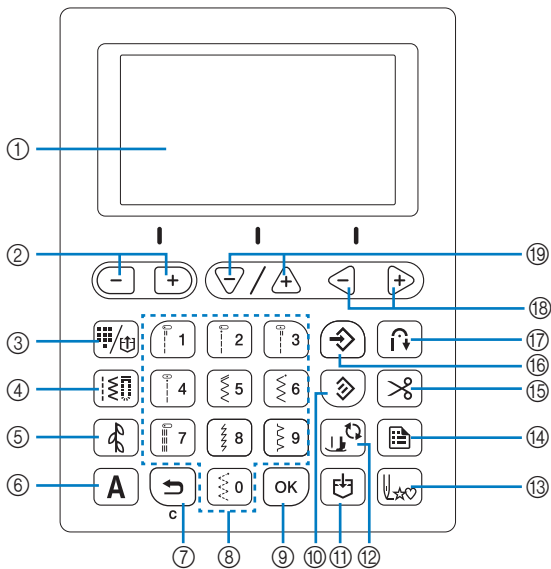 ①
② − + − / + − + ⑲
⑱
③ 1 2 3 ⑰
⑯
④ 4 5 6 ⑮
⑤ 7 8 9 ⑭
⑥ A 0 OK ⑬
C
⑦ ⑧ ⑨ ⑩ ⑪ ⑫